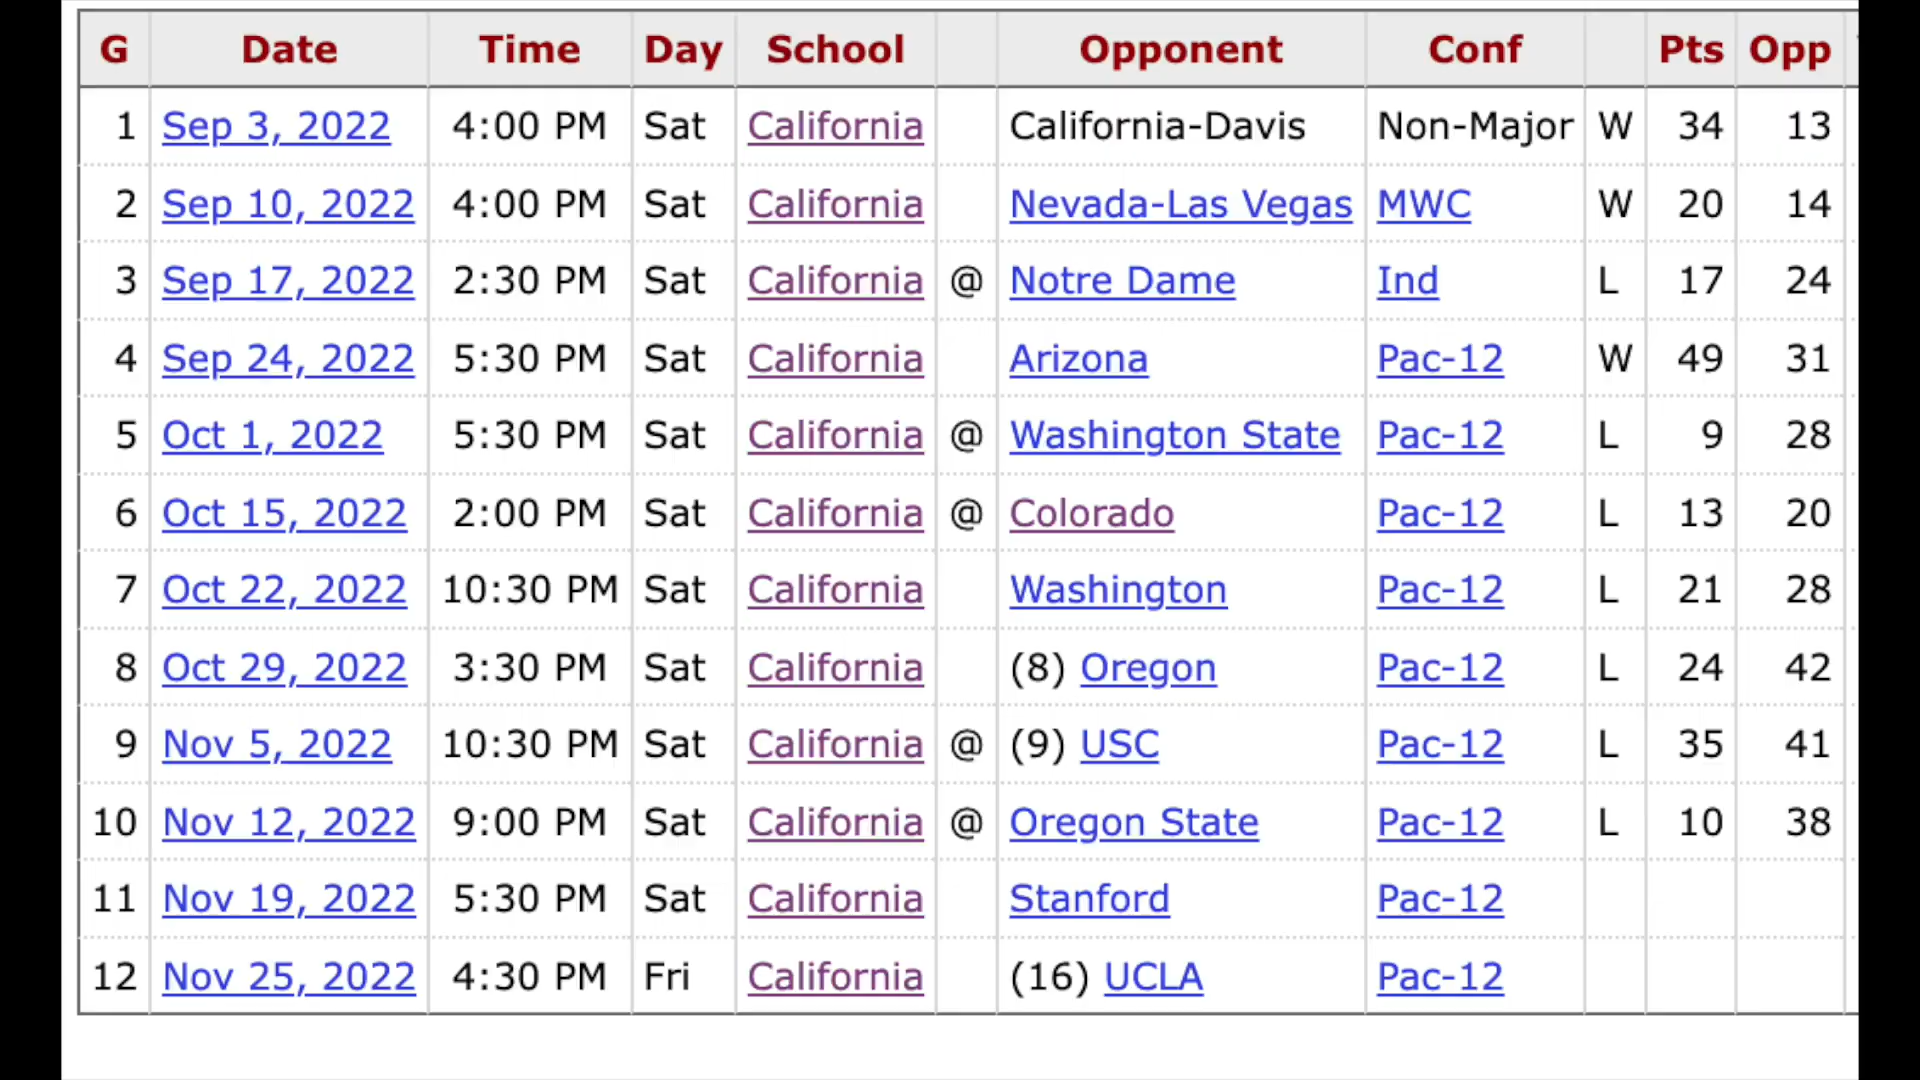 G Date Time Day School Opponent Conf Pts Opp
1 Sep 3, 2022 4:00 PM Sat California California-Davis Non-Major W 34 13
2 Sep 10, 2022 4:00 PM Sat California Nevada-Las Vegas MWC W 20 14
3 Sep 17, 2022 2:30 PM Sat California @ Notre Dame Ind L 17 24
4 Sep 24, 2022 5:30 PM Sat California Arizona Pac-12 W 49 31
5 Oct 1, 2022 5:30 PM Sat California @ Washington State Pac-12 L 9 28
6 Oct 15, 2022 2:00 PM Sat California @ Colorado Pac-12 L 13 20
7 Oct 22, 2022 10:30 PM Sat California Washington Pac-12 L 21 28
8 Oct 29, 2022 3:30 PM Sat California (8) Oregon Pac-12 L 24 42
9 Nov 5, 2022 10:30 PM Sat California @ (9) USC Pac-12 L 35 41
10 Nov 12, 2022 9:00 PM Sat California @ Oregon State Pac-12 L 10 38
11 Nov 19, 2022 5:30 PM Sat California Stanford Pac-12
12 Nov 25, 2022 4:30 PM Fri California (16) UCLA Pac-12